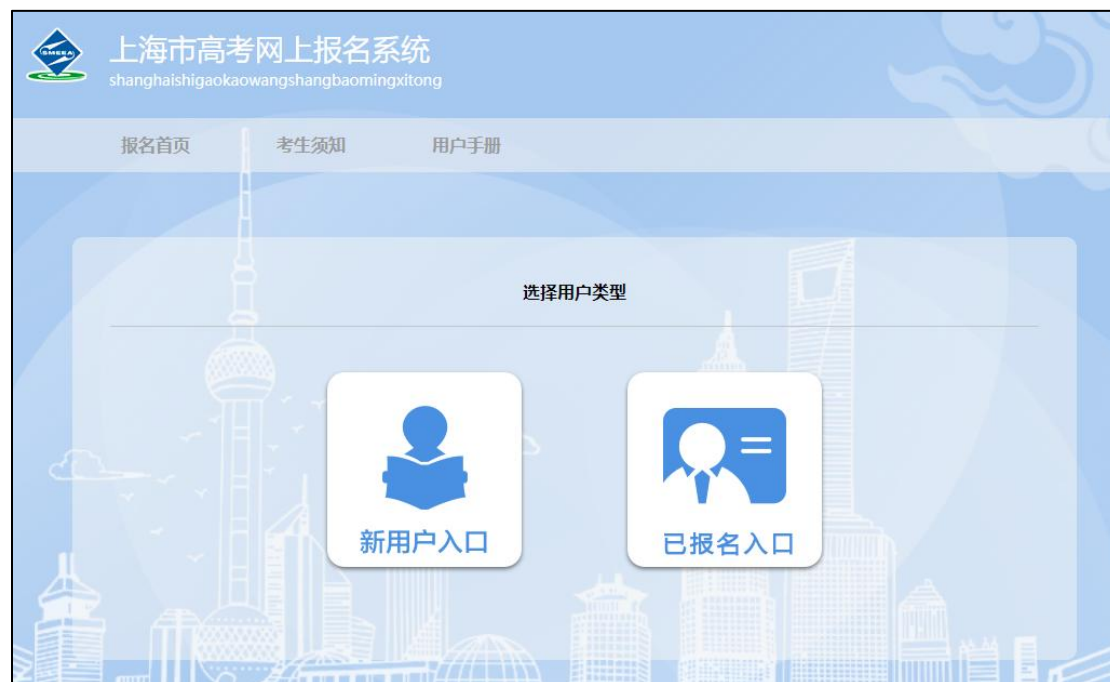 SMEEA
上海市高考网上报名系统
shanghaishigaokaowangshangbaomingxitong
报名首页 考生须知 用户手册
选择用户类型
新用户入口 已报名入口